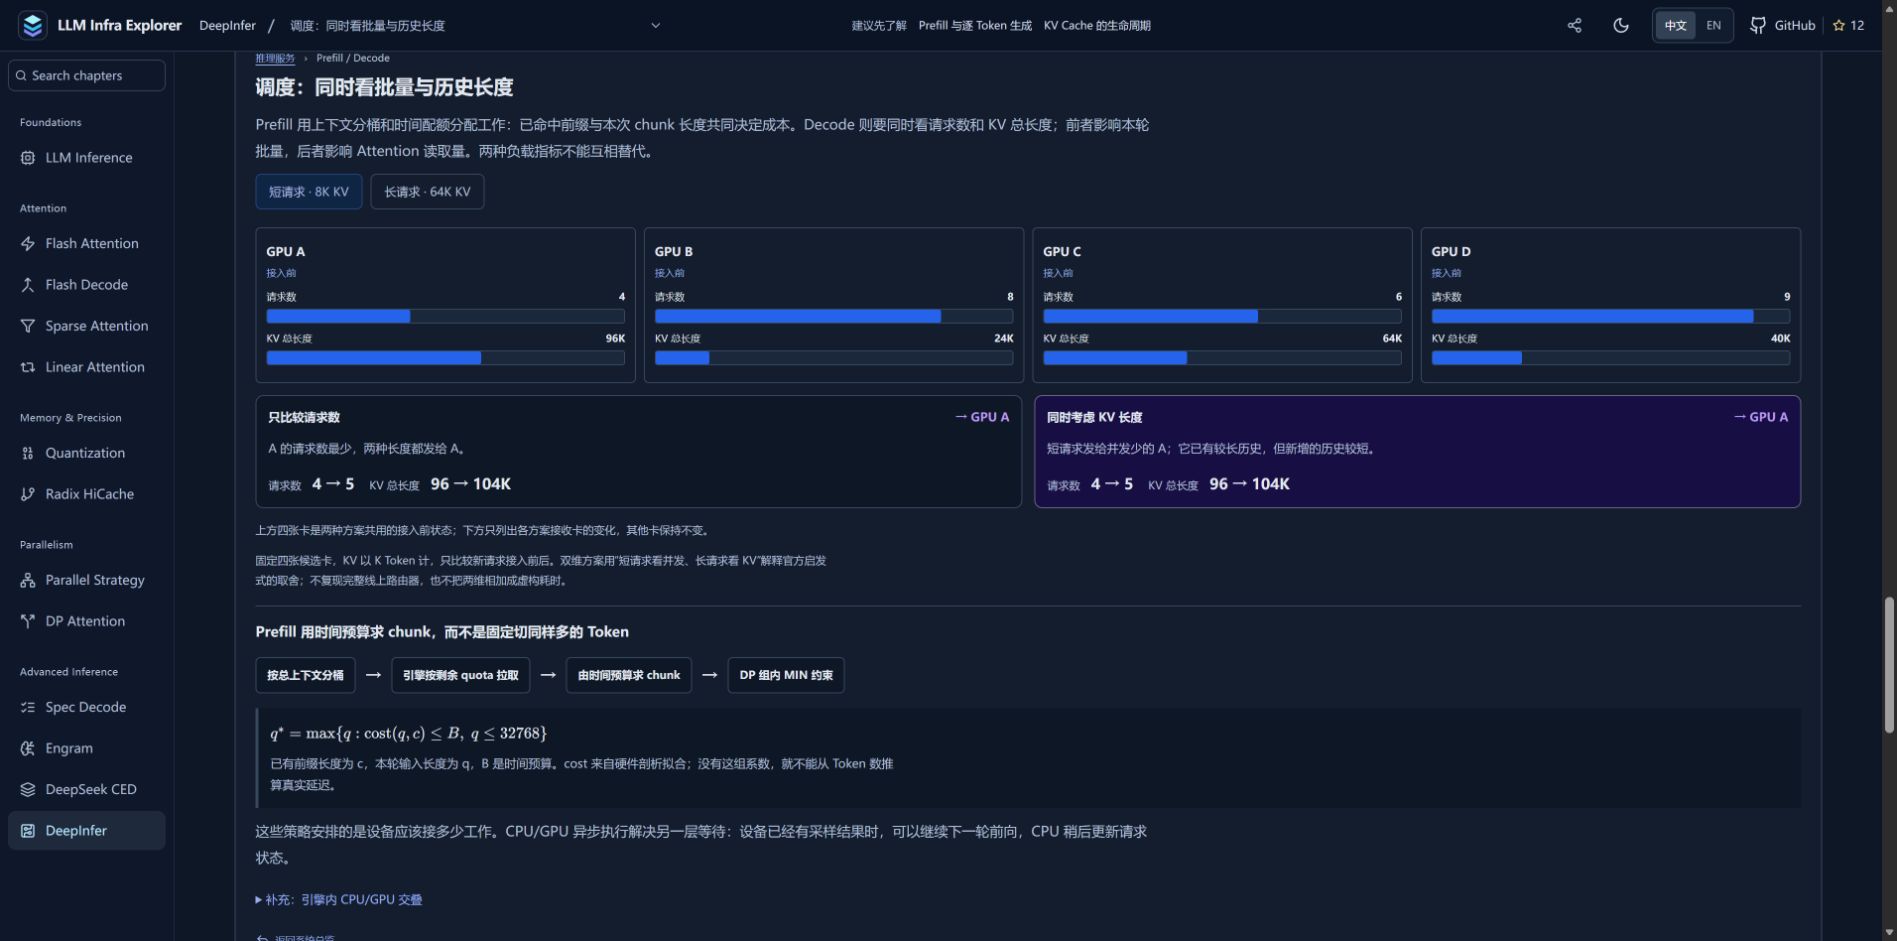 LLM Infra Explorer
DeepInfer / 调度：同时看批量与历史长度
建议先了解 Prefill 与逐 Token 生成 KV Cache 的生命周期
中文 EN GitHub 12
Search chapters
Foundations
LLM Inference
Attention
Flash Attention
Flash Decode
Sparse Attention
Linear Attention
Memory & Precision
Quantization
Radix HiCache
Parallelism
Parallel Strategy
DP Attention
Advanced Inference
Spec Decode
Engram
DeepSeek CED
DeepInfer
推理服务 › Prefill / Decode
调度：同时看批量与历史长度
Prefill 用上下文分桶和时间配额分配工作：已命中前缀与本次 chunk 长度共同决定成本。Decode 则要同时看请求数和 KV 总长度；前者影响本轮
批量，后者影响 Attention 读取量。两种负载指标不能互相替代。
短请求 · 8K KV 长请求 · 64K KV
GPU A
接入前
请求数 4
KV 总长度 96K
GPU B
接入前
请求数 8
KV 总长度 24K
GPU C
接入前
请求数 6
KV 总长度 64K
GPU D
接入前
请求数 9
KV 总长度 40K
只比较请求数 → GPU A
A 的请求数最少，两种长度都发给 A。
请求数 4 → 5 KV 总长度 96 → 104K
同时考虑 KV 长度 → GPU A
短请求发给并发少的 A；它已有较长历史，但新增的历史较短。
请求数 4 → 5 KV 总长度 96 → 104K
上方四张卡是两种方案共用的接入前状态；下方只列出各方案接收卡的变化，其他卡保持不变。
固定四张候选卡，KV 以 K Token 计，只比较新请求接入前后。双维方案用“短请求看并发、长请求看 KV”解释官方启发
式的取舍；不复现完整线上路由器，也不把两维相加成虚构耗时。
Prefill 用时间预算求 chunk，而不是固定切同样多的 Token
按总上下文分桶 → 引擎按剩余 quota 拉取 → 由时间预算求 chunk → DP 组内 MIN 约束
q* = max{q : cost(q, c) ≤ B, q ≤ 32768}
已有前缀长度为 c，本轮输入长度为 q，B 是时间预算。cost 来自硬件剖析拟合；没有这组系数，就不能从 Token 数推
算真实延迟。
这些策略安排的是设备应该接多少工作。CPU/GPU 异步执行解决另一层等待：设备已经有采样结果时，可以继续下一轮前向，CPU 稍后更新请求
状态。
▶ 补充：引擎内 CPU/GPU 交叠
返回系统总览